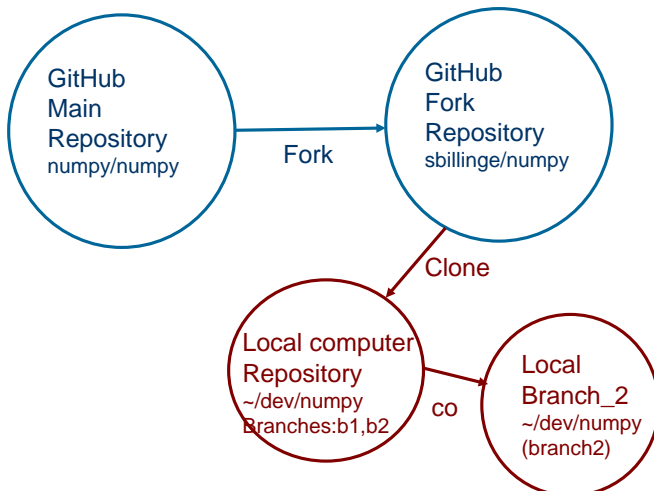 GitHub
Main
Repository
numpy/numpy
Fork
GitHub
Fork
Repository
sbillinge/numpy
Clone
Local computer
Repository
~/dev/numpy
Branches:b1,b2
co
Local
Branch_2
~/dev/numpy
(branch2)